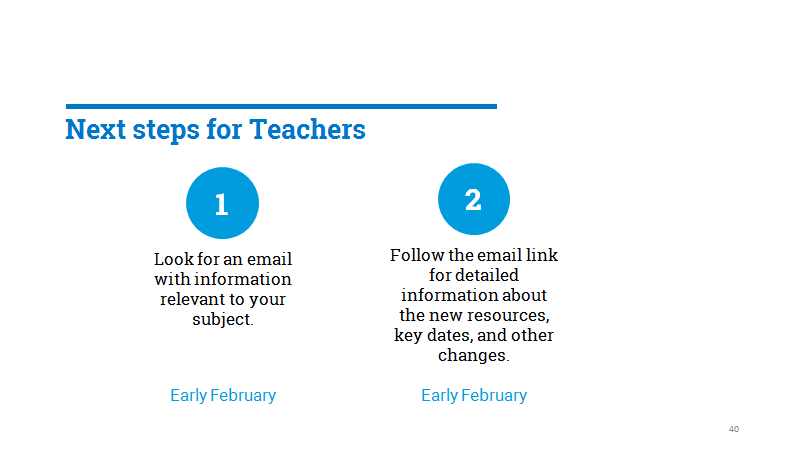 Next steps for Teachers
1
Look for an email
with information
relevant to your
subject.
Early February
2
Follow the email link
for detailed
information about
the new resources,
key dates, and other
changes.
Early February
40